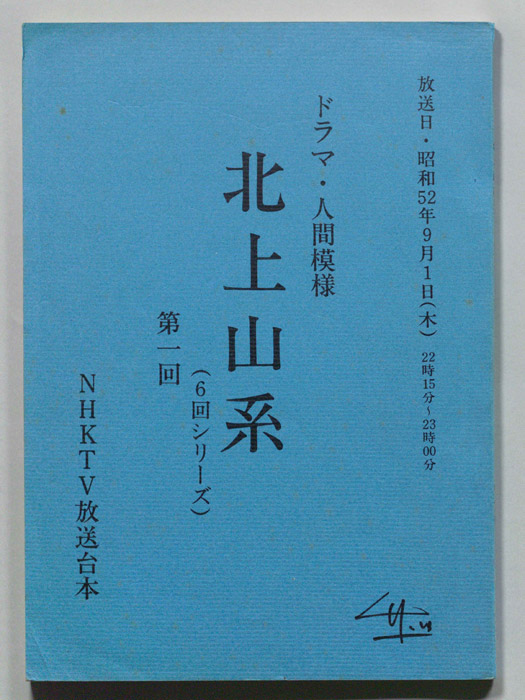 放送日・昭和52年9月1日(木) 22時15分〜23時00分
ドラマ・人間模様
北上山系
(6回シリーズ)
第一回
NHKTV放送台本